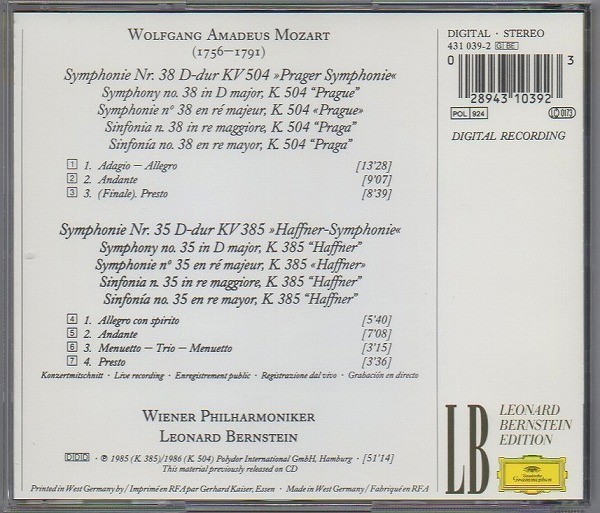 WOLFGANG AMADEUS MOZART
(1756–1791)
Symphonie Nr. 38 D-dur KV 504 »Prager Symphonie«
Symphony no. 38 in D major, K. 504 “Prague”
Symphonie n° 38 en ré majeur, K. 504 «Prague»
Sinfonia n. 38 in re maggiore, K. 504 “Praga”
Sinfonía no. 38 en re mayor, K. 504 “Praga”
1 1. Adagio – Allegro [13'28]
2 2. Andante [9'07]
3 3. (Finale). Presto [8'39]
Symphonie Nr. 35 D-dur KV 385 »Haffner-Symphonie«
Symphony no. 35 in D major, K. 385 “Haffner”
Symphonie n° 35 en ré majeur, K. 385 «Haffner»
Sinfonia n. 35 in re maggiore, K. 385 “Haffner”
Sinfonía no. 35 en re mayor, K. 385 “Haffner”
4 1. Allegro con spirito [5'40]
5 2. Andante [7'08]
6 3. Menuetto – Trio – Menuetto [3'15]
7 4. Presto [3'36]
Konzertmitschnitt · Live recording · Enregistrement public · Registrazione dal vivo · Grabación en directo
WIENER PHILHARMONIKER
LEONARD BERNSTEIN
DDD · ℗ 1985 (K. 385)/1986 (K. 504) Polydor International GmbH, Hamburg · [51'14]
This material previously released on CD
Printed in West Germany by / Imprimé en RFA par Gerhard Kaiser, Essen · Made in West Germany / Fabriqué en RFA
DIGITAL · STEREO
431 039-2 G BE
0 28943 10392 3
POL 924 LC 0173
DIGITAL RECORDING
LB
LEONARD
BERNSTEIN
EDITION
Deutsche
Grammophon